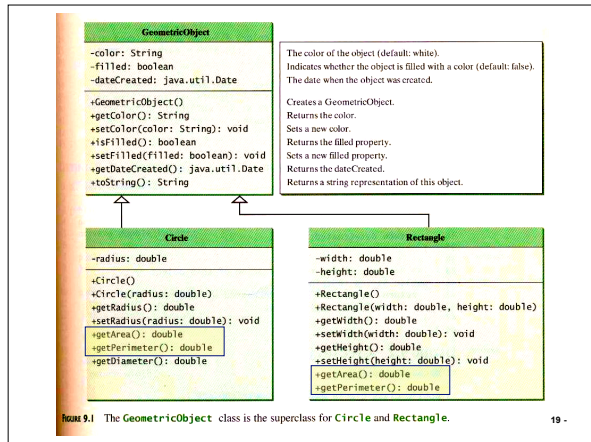 GeometricObject
-color: String
-filled: boolean
-dateCreated: java.util.Date
+GeometricObject()
+getColor(): String
+setColor(color: String): void
+isFilled(): boolean
+setFilled(filled: boolean): void
+getDateCreated(): java.util.Date
+toString(): String
The color of the object (default: white).
Indicates whether the object is filled with a color (default: false).
The date when the object was created.
Creates a GeometricObject.
Returns the color.
Sets a new color.
Returns the filled property.
Sets a new filled property.
Returns the dateCreated.
Returns a string representation of this object.
Circle
-radius: double
+Circle()
+Circle(radius: double)
+getRadius(): double
+setRadius(radius: double): void
+getArea(): double
+getPerimeter(): double
+getDiameter(): double
Rectangle
-width: double
-height: double
+Rectangle()
+Rectangle(width: double, height: double)
+getWidth(): double
+setWidth(width: double): void
+getHeight(): double
+setHeight(height: double): void
+getArea(): double
+getPerimeter(): double
FIGURE 9.1 The GeometricObject class is the superclass for Circle and Rectangle.
19 -